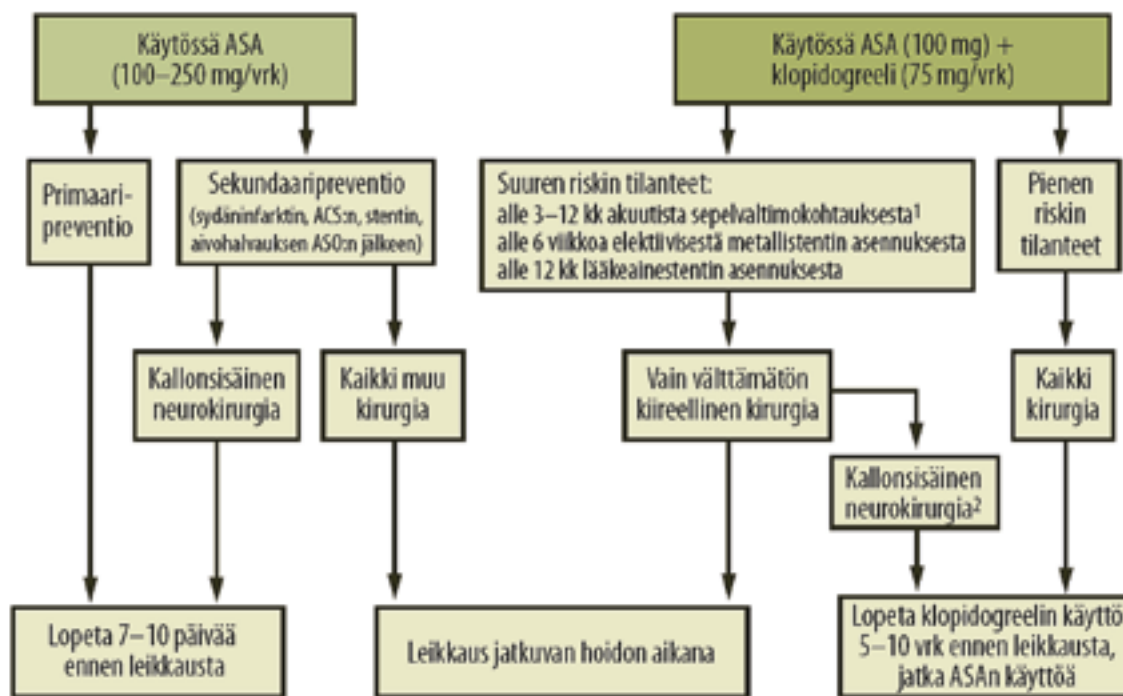 Käytössä ASA
(100–250 mg/vrk)
Käytössä ASA (100 mg) +
klopidogreeli (75 mg/vrk)
Primaari-
preventio
Sekundaaripreventio
(sydäninfarktin, ACS:n, stentin,
aivohalvauksen ASO:n jälkeen)
Suuren riskin tilanteet:
alle 3–12 kk akuutista sepelvaltimokohtauksesta¹
alle 6 viikkoa elektiivisestä metallistentin asennuksesta
alle 12 kk lääkeainestentin asennuksesta
Pienen
riskin
tilanteet
Kallonsisäinen
neurokirurgia
Kaikki muu
kirurgia
Vain välttämätön
kiireellinen kirurgia
Kaikki
kirurgia
Kallonsisäinen
neurokirurgia²
Lopeta 7–10 päivää
ennen leikkausta
Leikkaus jatkuvan hoidon aikana
Lopeta klopidogreelin käyttö
5–10 vrk ennen leikkausta,
jatka ASAn käyttöä